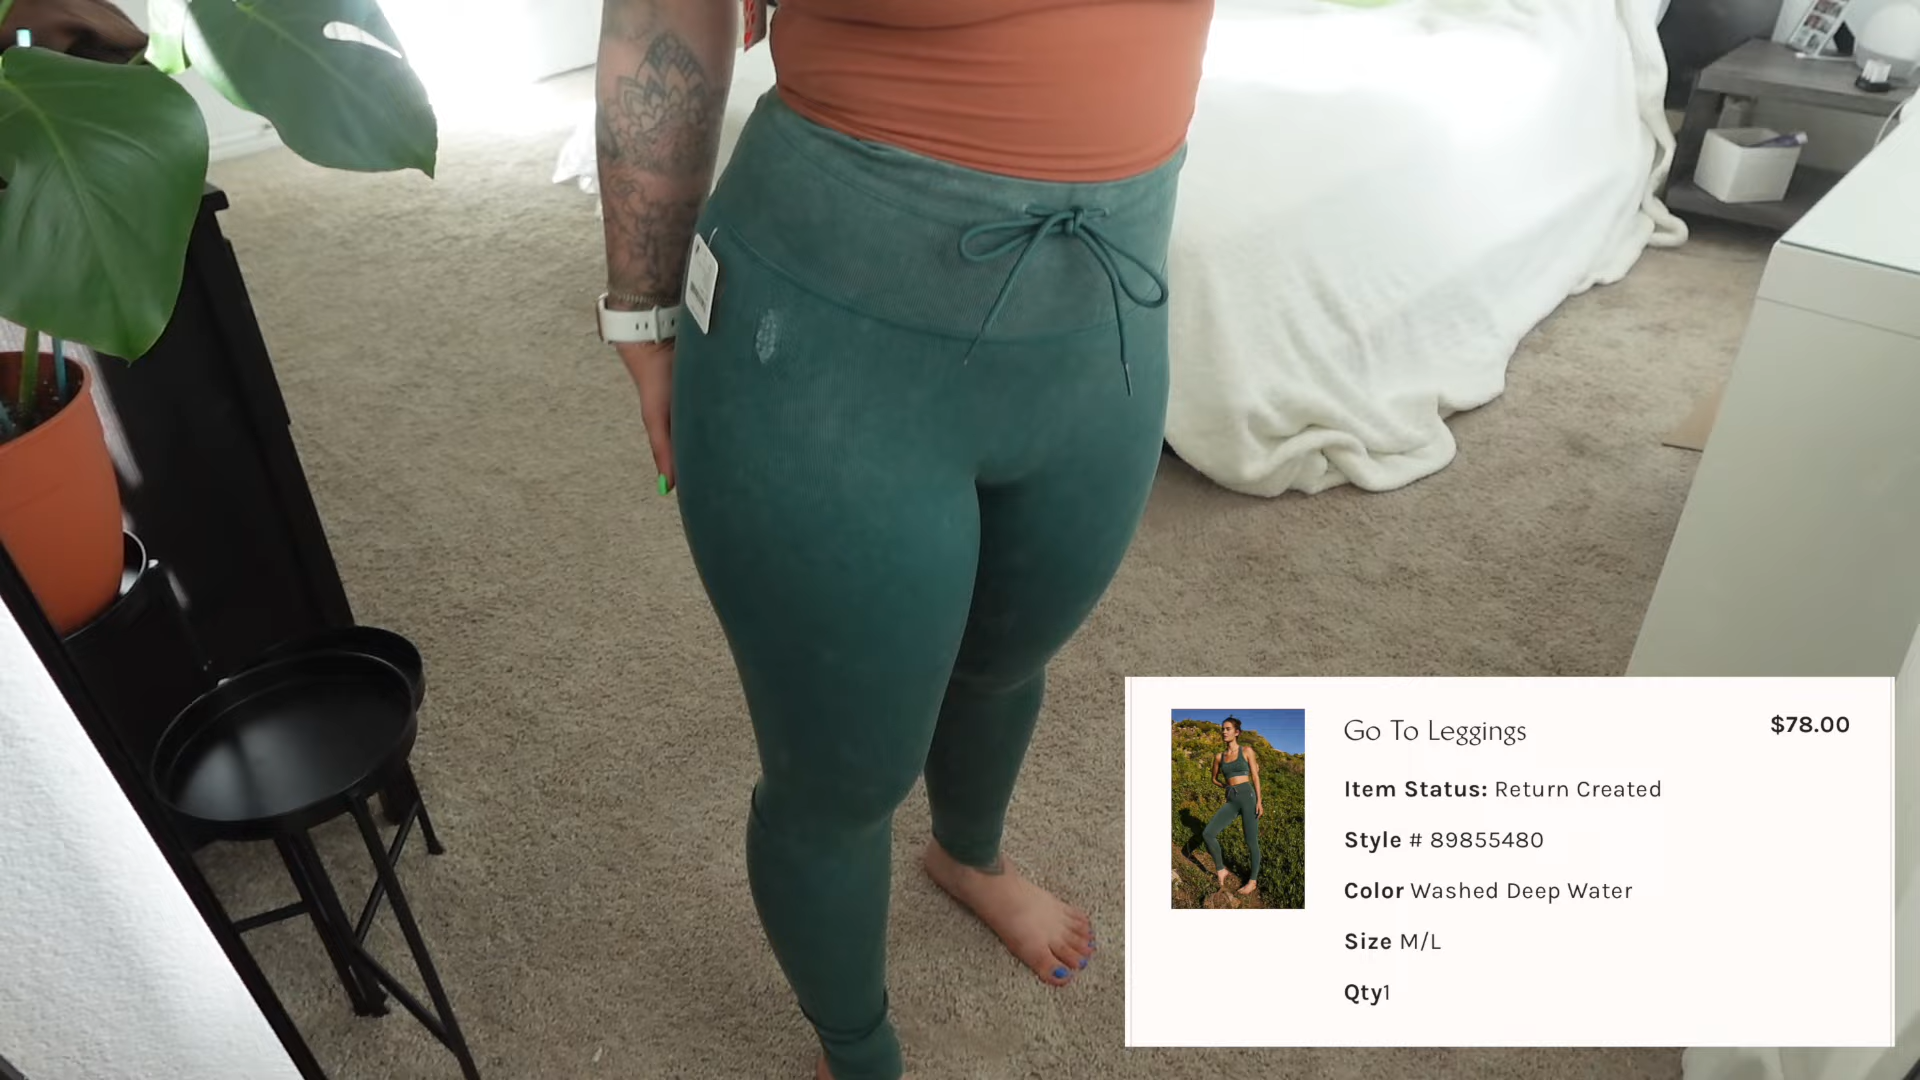 Go To Leggings
$78.00
Item Status: Return Created
Style # 89855480
Color Washed Deep Water
Size M/L
Qty1